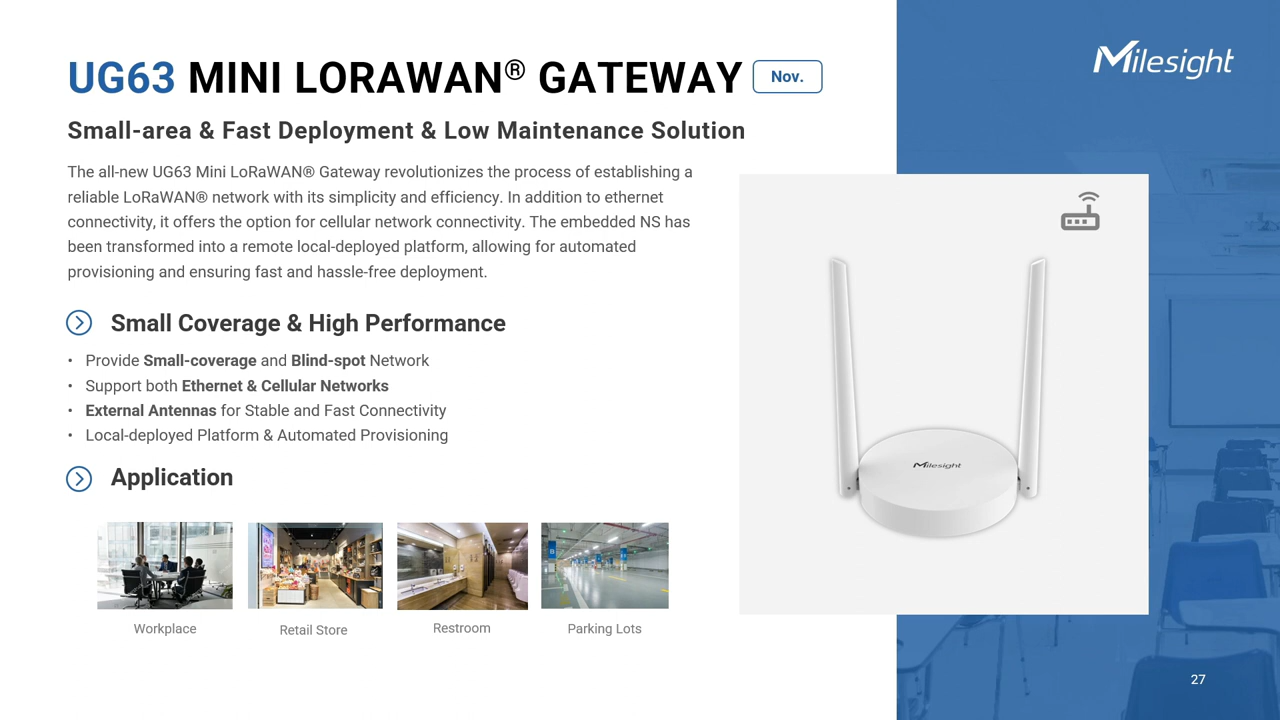 UG63 MINI LORAWAN® GATEWAY
Nov.
Milesight
Small-area & Fast Deployment & Low Maintenance Solution
The all-new UG63 Mini LoRaWAN® Gateway revolutionizes the process of establishing a
reliable LoRaWAN® network with its simplicity and efficiency. In addition to ethernet
connectivity, it offers the option for cellular network connectivity. The embedded NS has
been transformed into a remote local-deployed platform, allowing for automated
provisioning and ensuring fast and hassle-free deployment.
Small Coverage & High Performance
• Provide Small-coverage and Blind-spot Network
• Support both Ethernet & Cellular Networks
• External Antennas for Stable and Fast Connectivity
• Local-deployed Platform & Automated Provisioning
Milesight
Application
B
Workplace
Retail Store
Restroom
Parking Lots
27